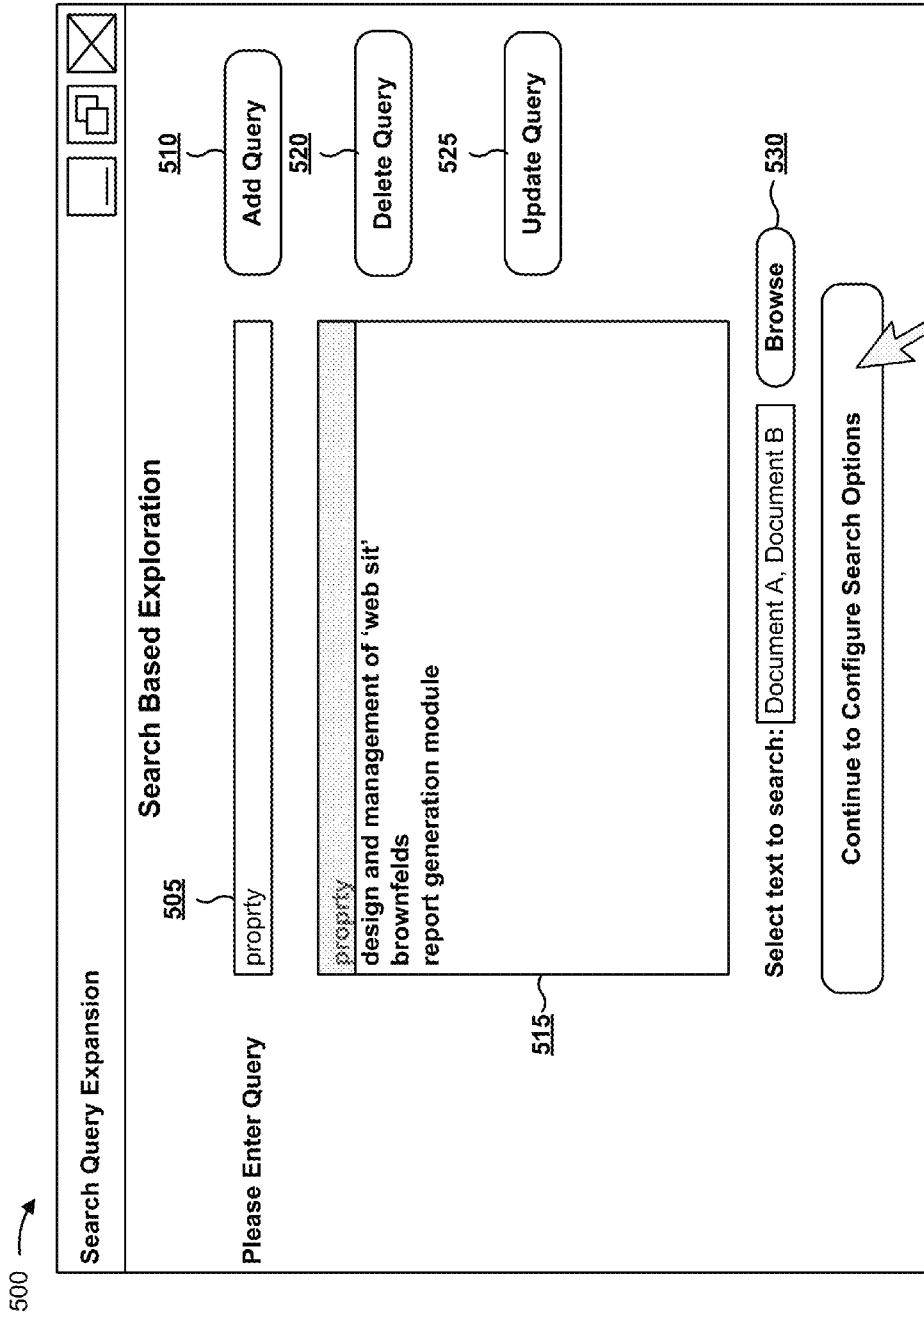 500
Search Query Expansion
Search Based Exploration
505
510
Please Enter Query
proprty
Add Query
520
proprty
design and management of 'web sit'
brownfelds
report generation module
Delete Query
525
Update Query
515
530
Select text to search: Document A, Document B Browse
Continue to Configure Search Options